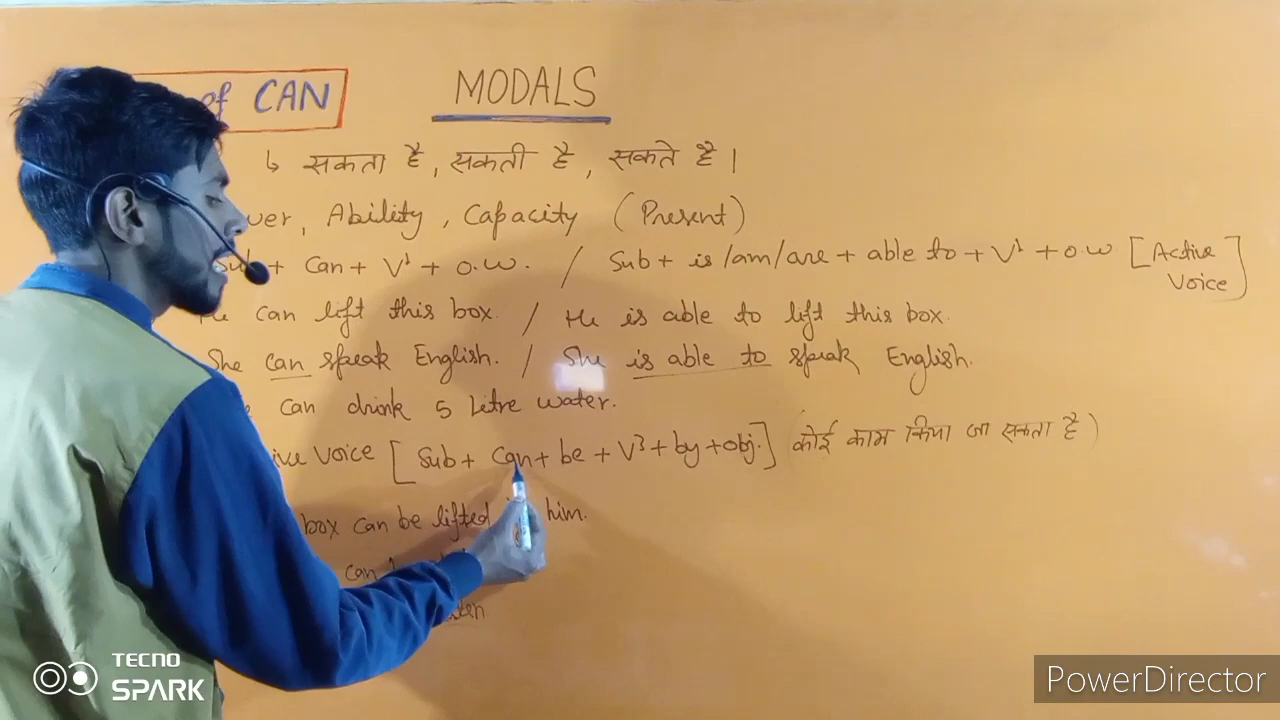 of CAN MODALS
↳ सकता है, सकती है, सकते है।
Ability, Capacity (Present)
Sub + Can + V¹ + O.W. / Sub + is/am/are + able to + V¹ + O.W [Active Voice]
He can lift this box. / He is able to lift this box.
She can speak English. / She is able to speak English.
can drink 5 Litre water.
Voice [Sub + Can + be + V³ + by + obj.] कोई काम किया जा सकता है)
box can be lifted him.
can
TECNO
SPARK
PowerDirector